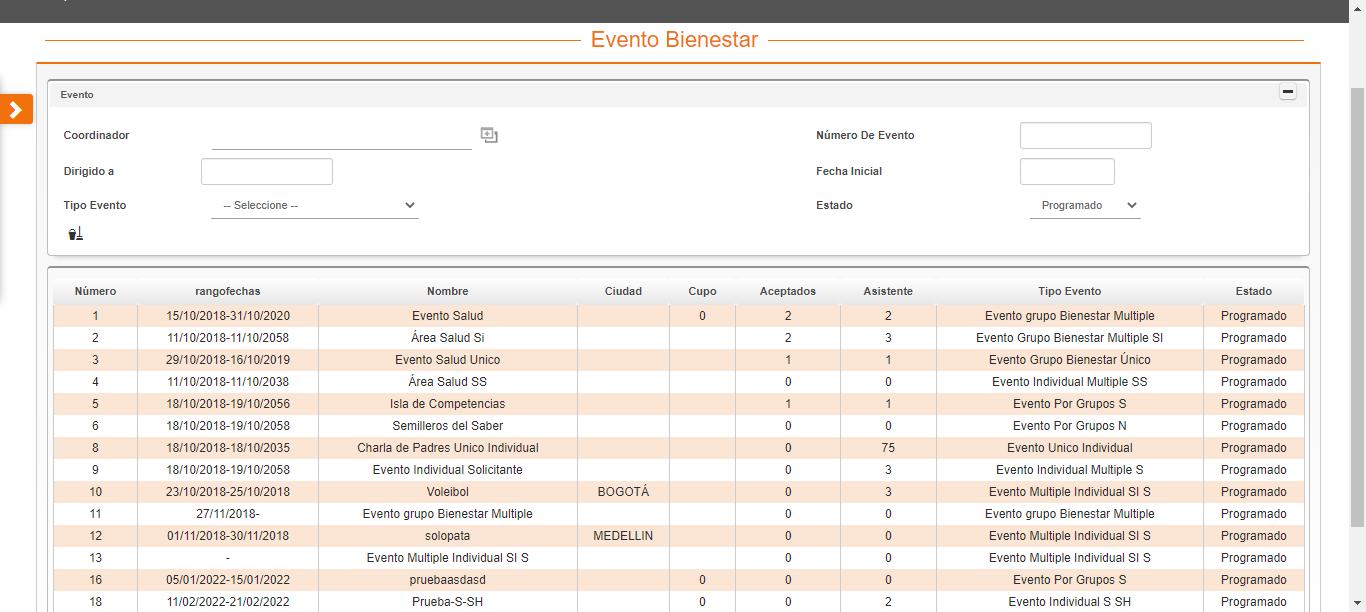 Evento Bienestar
Evento
Coordinador Número De Evento
Dirigido a Fecha Inicial
Tipo Evento -- Seleccione -- Estado Programado
Número rangofechas Nombre Ciudad Cupo Aceptados Asistente Tipo Evento Estado
1 15/10/2018-31/10/2020 Evento Salud 0 2 2 Evento grupo Bienestar Multiple Programado
2 11/10/2018-11/10/2058 Área Salud Si 2 3 Evento Grupo Bienestar Multiple SI Programado
3 29/10/2018-16/10/2019 Evento Salud Unico 1 1 Evento Grupo Bienestar Único Programado
4 11/10/2018-11/10/2038 Área Salud SS 0 0 Evento Individual Multiple SS Programado
5 18/10/2018-19/10/2056 Isla de Competencias 1 1 Evento Por Grupos S Programado
6 18/10/2018-19/10/2058 Semilleros del Saber 0 0 Evento Por Grupos N Programado
8 18/10/2018-18/10/2035 Charla de Padres Unico Individual 0 75 Evento Unico Individual Programado
9 18/10/2018-19/10/2058 Evento Individual Solicitante 0 3 Evento Individual Multiple S Programado
10 23/10/2018-25/10/2018 Voleibol BOGOTÁ 0 3 Evento Multiple Individual SI S Programado
11 27/11/2018- Evento grupo Bienestar Multiple 0 0 Evento grupo Bienestar Multiple Programado
12 01/11/2018-30/11/2018 solopata MEDELLIN 0 0 Evento Multiple Individual SI S Programado
13 - Evento Multiple Individual SI S 0 0 Evento Multiple Individual SI S Programado
16 05/01/2022-15/01/2022 pruebaasdasd 0 0 0 Evento Por Grupos S Programado
18 11/02/2022-21/02/2022 Prueba-S-SH 0 0 2 Evento Individual S SH Programado